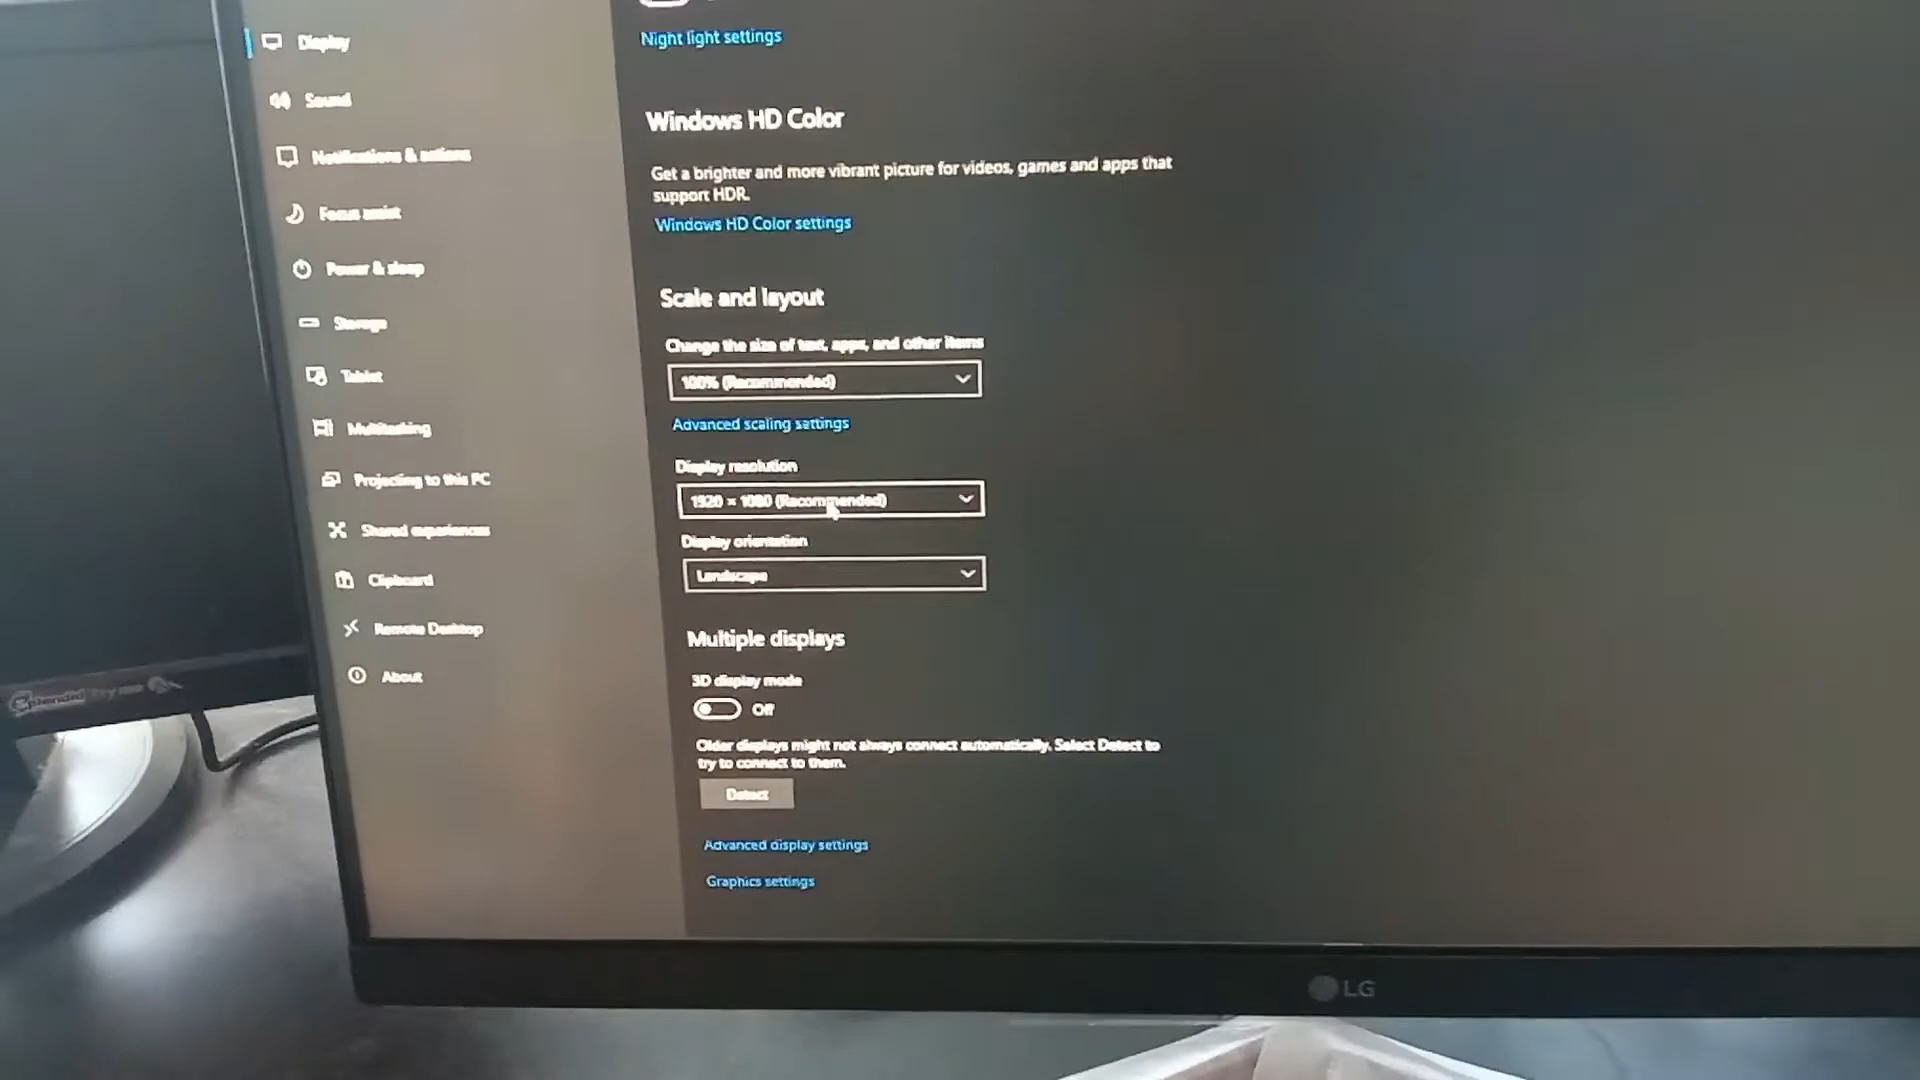 Display
Sound
Notifications & actions
Focus assist
Power & sleep
Storage
Tablet
Multitasking
Projecting to this PC
Shared experiences
Clipboard
Remote Desktop
About
Night light settings
Windows HD Color
Get a brighter and more vibrant picture for videos, games and apps that
support HDR.
Windows HD Color settings
Scale and layout
Change the size of text, apps, and other items
100% (Recommended)
Advanced scaling settings
Display resolution
1920 × 1080 (Recommended)
Display orientation
Landscape
Multiple displays
3D display mode
Off
Older displays might not always connect automatically. Select Detect to
try to connect to them.
Detect
Advanced display settings
Graphics settings
LG